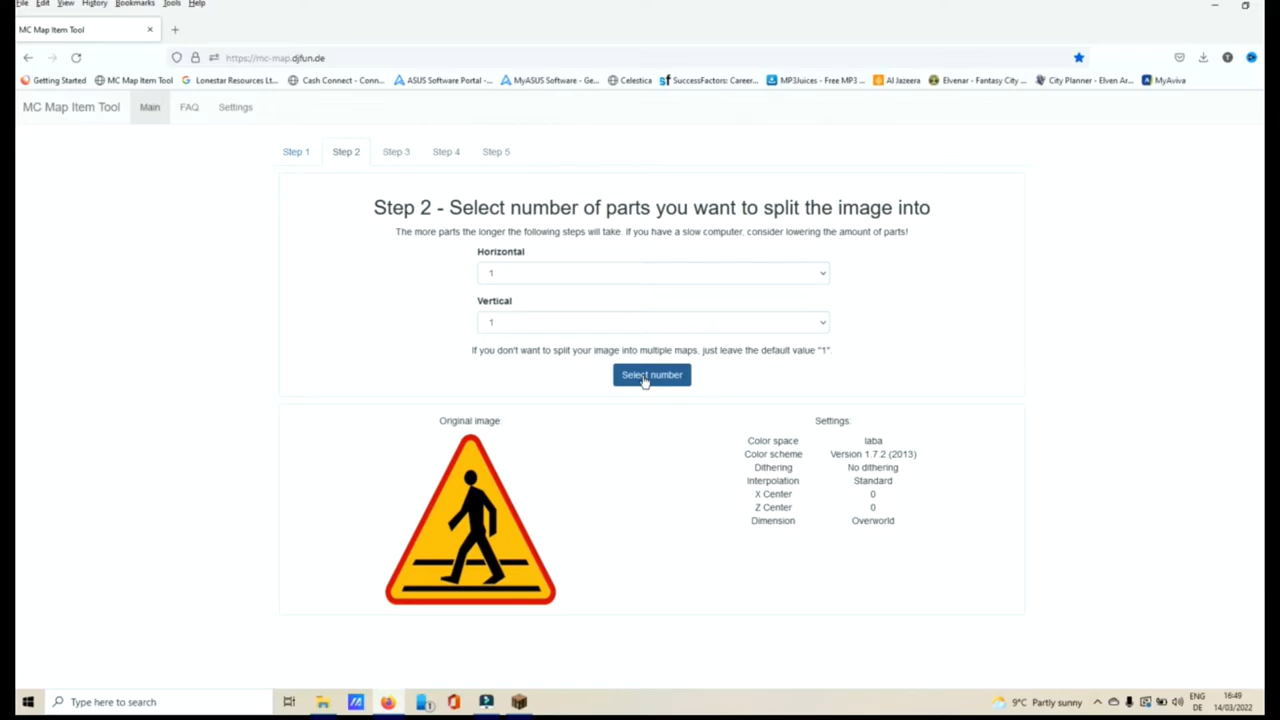 File Edit View History Bookmarks Tools Help
MC Map Item Tool
https://mc-map.djfun.de
Getting Started MC Map Item Tool Lonestar Resources Lt... Cash Connect - Conn... ASUS Software Portal -... MyASUS Software - Ge... Celestica SuccessFactors: Career... MP3Juices - Free MP3 ... Al Jazeera Elvenar - Fantasy City ... City Planner - Elven Ar... MyAviva
MC Map Item Tool Main FAQ Settings
Step 1 Step 2 Step 3 Step 4 Step 5
Step 2 - Select number of parts you want to split the image into
The more parts the longer the following steps will take. If you have a slow computer, consider lowering the amount of parts!
Horizontal
1
Vertical
1
If you don't want to split your image into multiple maps, just leave the default value "1".
Select number
Original image:
Settings:
Color space laba
Color scheme Version 1.7.2 (2013)
Dithering No dithering
Interpolation Standard
X Center 0
Z Center 0
Dimension Overworld
Type here to search
9°C Partly sunny
ENG
DE
16:49
14/03/2022